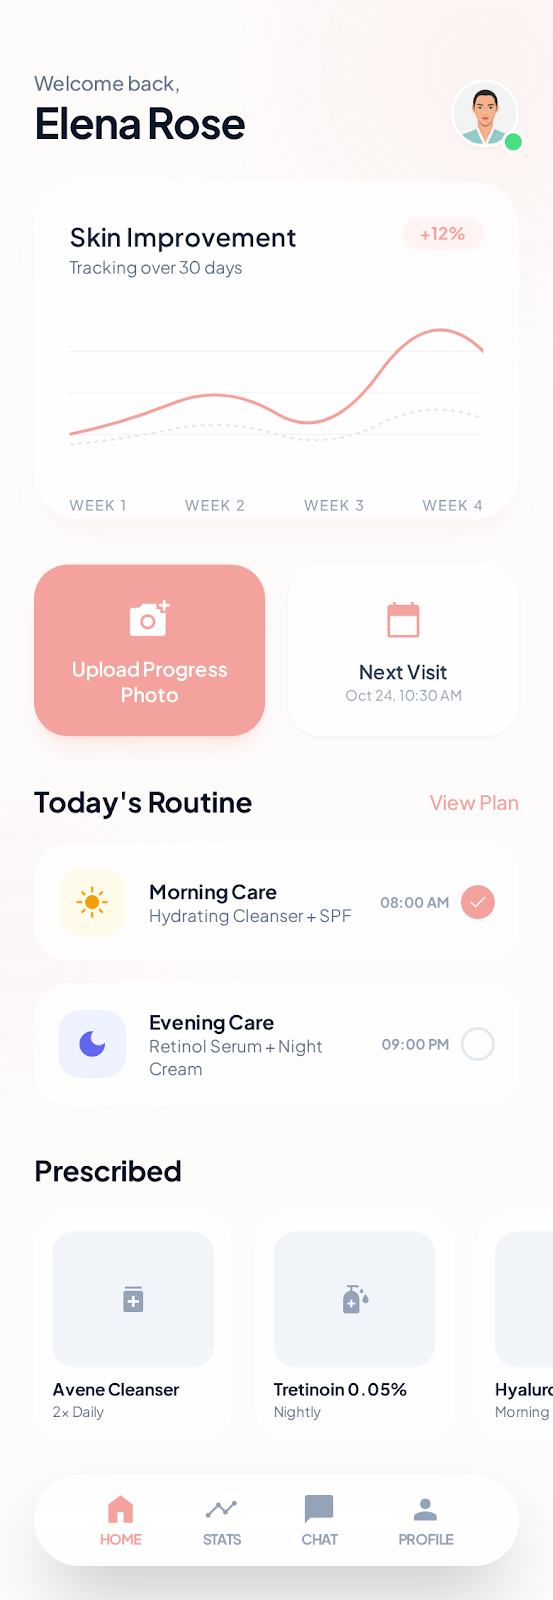 Welcome back,
Elena Rose
Skin Improvement
+12%
Tracking over 30 days
WEEK 1
WEEK 2
WEEK 3
WEEK 4
Upload Progress
Photo
Next Visit
Oct 24, 10:30 AM
Today's Routine
View Plan
Morning Care
Hydrating Cleanser + SPF
08:00 AM
Evening Care
Retinol Serum + Night
Cream
09:00 PM
Prescribed
Avene Cleanser
2x Daily
Tretinoin 0.05%
Nightly
Morning
HOME
STATS
CHAT
PROFILE